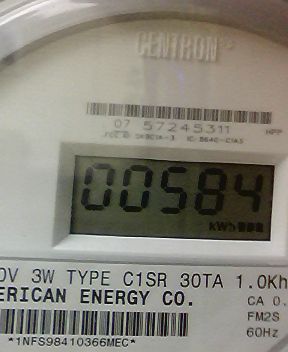 CENTRON
07 57245311
00584
kWh
0V 3W TYPE C1SR 30TA 1.0Kh
ERICAN ENERGY CO. CA 0.
FM2S
60Hz
*1NFS98410366MEC*